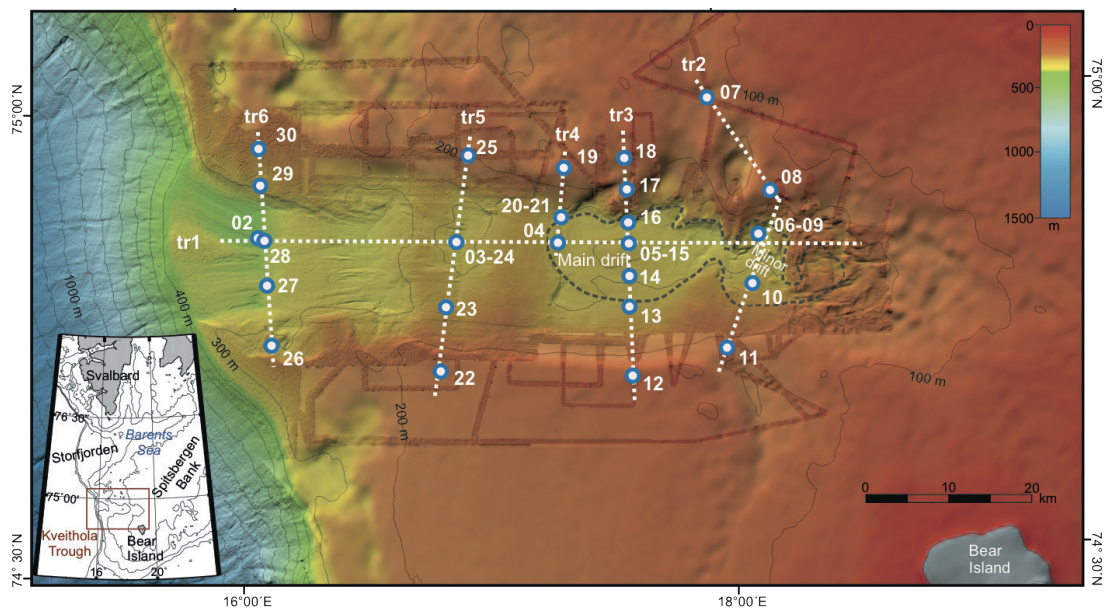 0
500
1000
1500
m
75°00'N
75°00'N
tr2
07
100 m
tr6
30
tr5
25
200
tr4
19
tr3
18
29
17
08
20-21
16
02
04
06-09
tr1
28
03-24
Main drift
05-15
Minor
drift
27
14
10
23
13
1000 m
400 m
300 m
26
22
12
11
100 m
200 m
Svalbard
76°30'
Barents
Sea
Storfjorden
Spitsbergen
Bank
75°00'
Kveithola
Trough
Bear
Island
16°
20°
0
10
20
km
Bear
Island
74°30'N
74°30'N
16°00'E
18°00'E